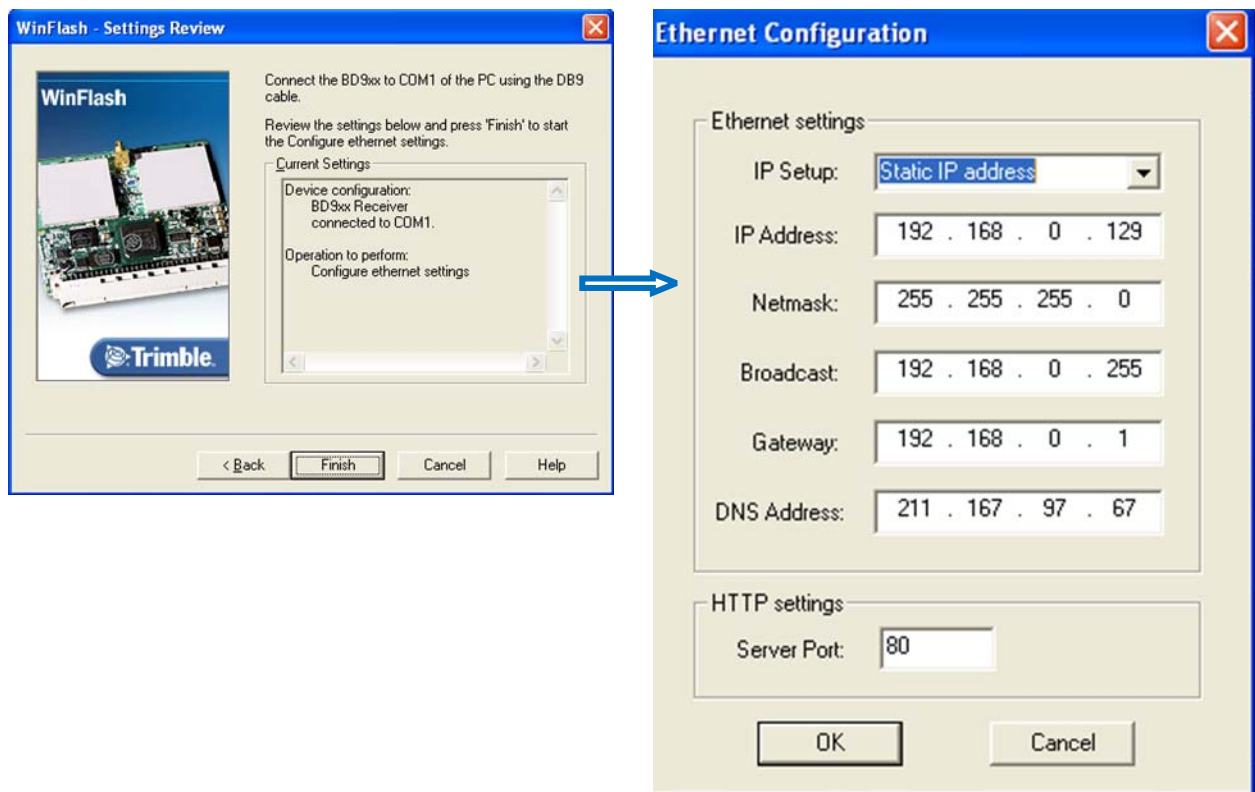 WinFlash - Settings Review
WinFlash
Trimble.
Connect the BD9xx to COM1 of the PC using the DB9
cable.
Review the settings below and press 'Finish' to start
the Configure ethernet settings.
Current Settings
Device configuration:
BD9xx Receiver
connected to COM1.
Operation to perform:
Configure ethernet settings
< Back
Finish
Cancel
Help
Ethernet Configuration
Ethernet settings
IP Setup: Static IP address
IP Address: 192 . 168 . 0 . 129
Netmask: 255 . 255 . 255 . 0
Broadcast: 192 . 168 . 0 . 255
Gateway: 192 . 168 . 0 . 1
DNS Address: 211 . 167 . 97 . 67
HTTP settings
Server Port: 80
OK
Cancel